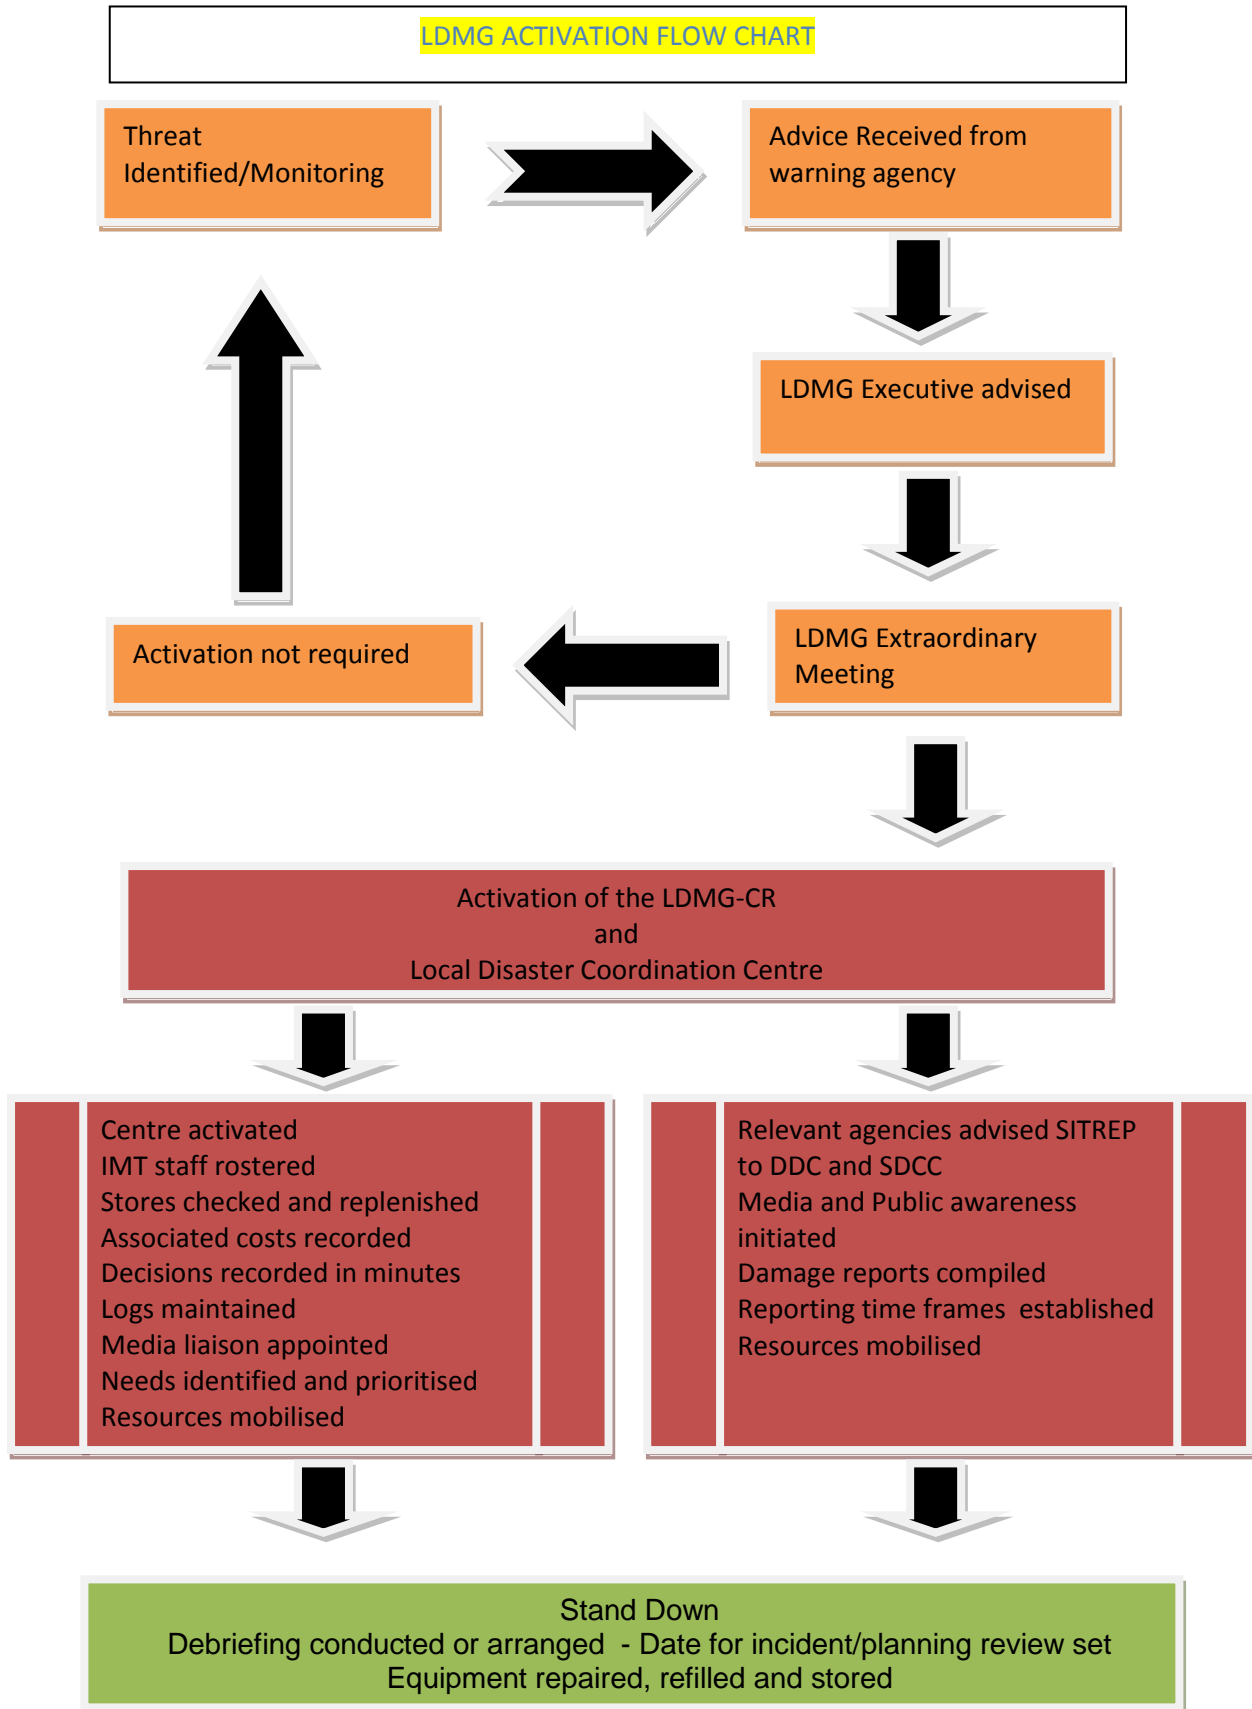 LDMG ACTIVATION FLOW CHART
Threat
Identified/Monitoring
Advice Received from
warning agency
LDMG Executive advised
LDMG Extraordinary
Meeting
Activation not required
Activation of the LDMG-CR
and
Local Disaster Coordination Centre
Centre activated
IMT staff rostered
Stores checked and replenished
Associated costs recorded
Decisions recorded in minutes
Logs maintained
Media liaison appointed
Needs identified and prioritised
Resources mobilised
Relevant agencies advised SITREP
to DDC and SDCC
Media and Public awareness
initiated
Damage reports compiled
Reporting time frames  established
Resources mobilised
Stand Down
Debriefing conducted or arranged  - Date for incident/planning review set
Equipment repaired, refilled and stored